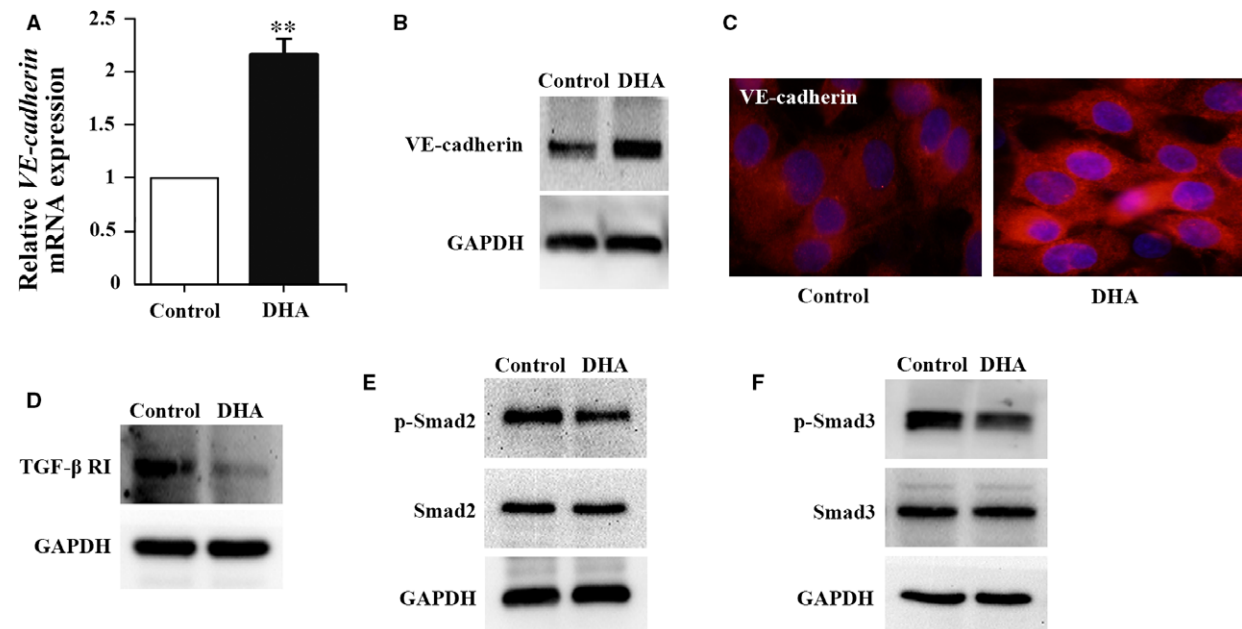 A
Relative VE-cadherin
mRNA expression
2.5
2
1.5
1
0.5
0
**
Control DHA
B
Control DHA
VE-cadherin
GAPDH
C
VE-cadherin
Control DHA
D
Control DHA
TGF-β RI
GAPDH
E
Control DHA
p-Smad2
Smad2
GAPDH
F
Control DHA
p-Smad3
Smad3
GAPDH